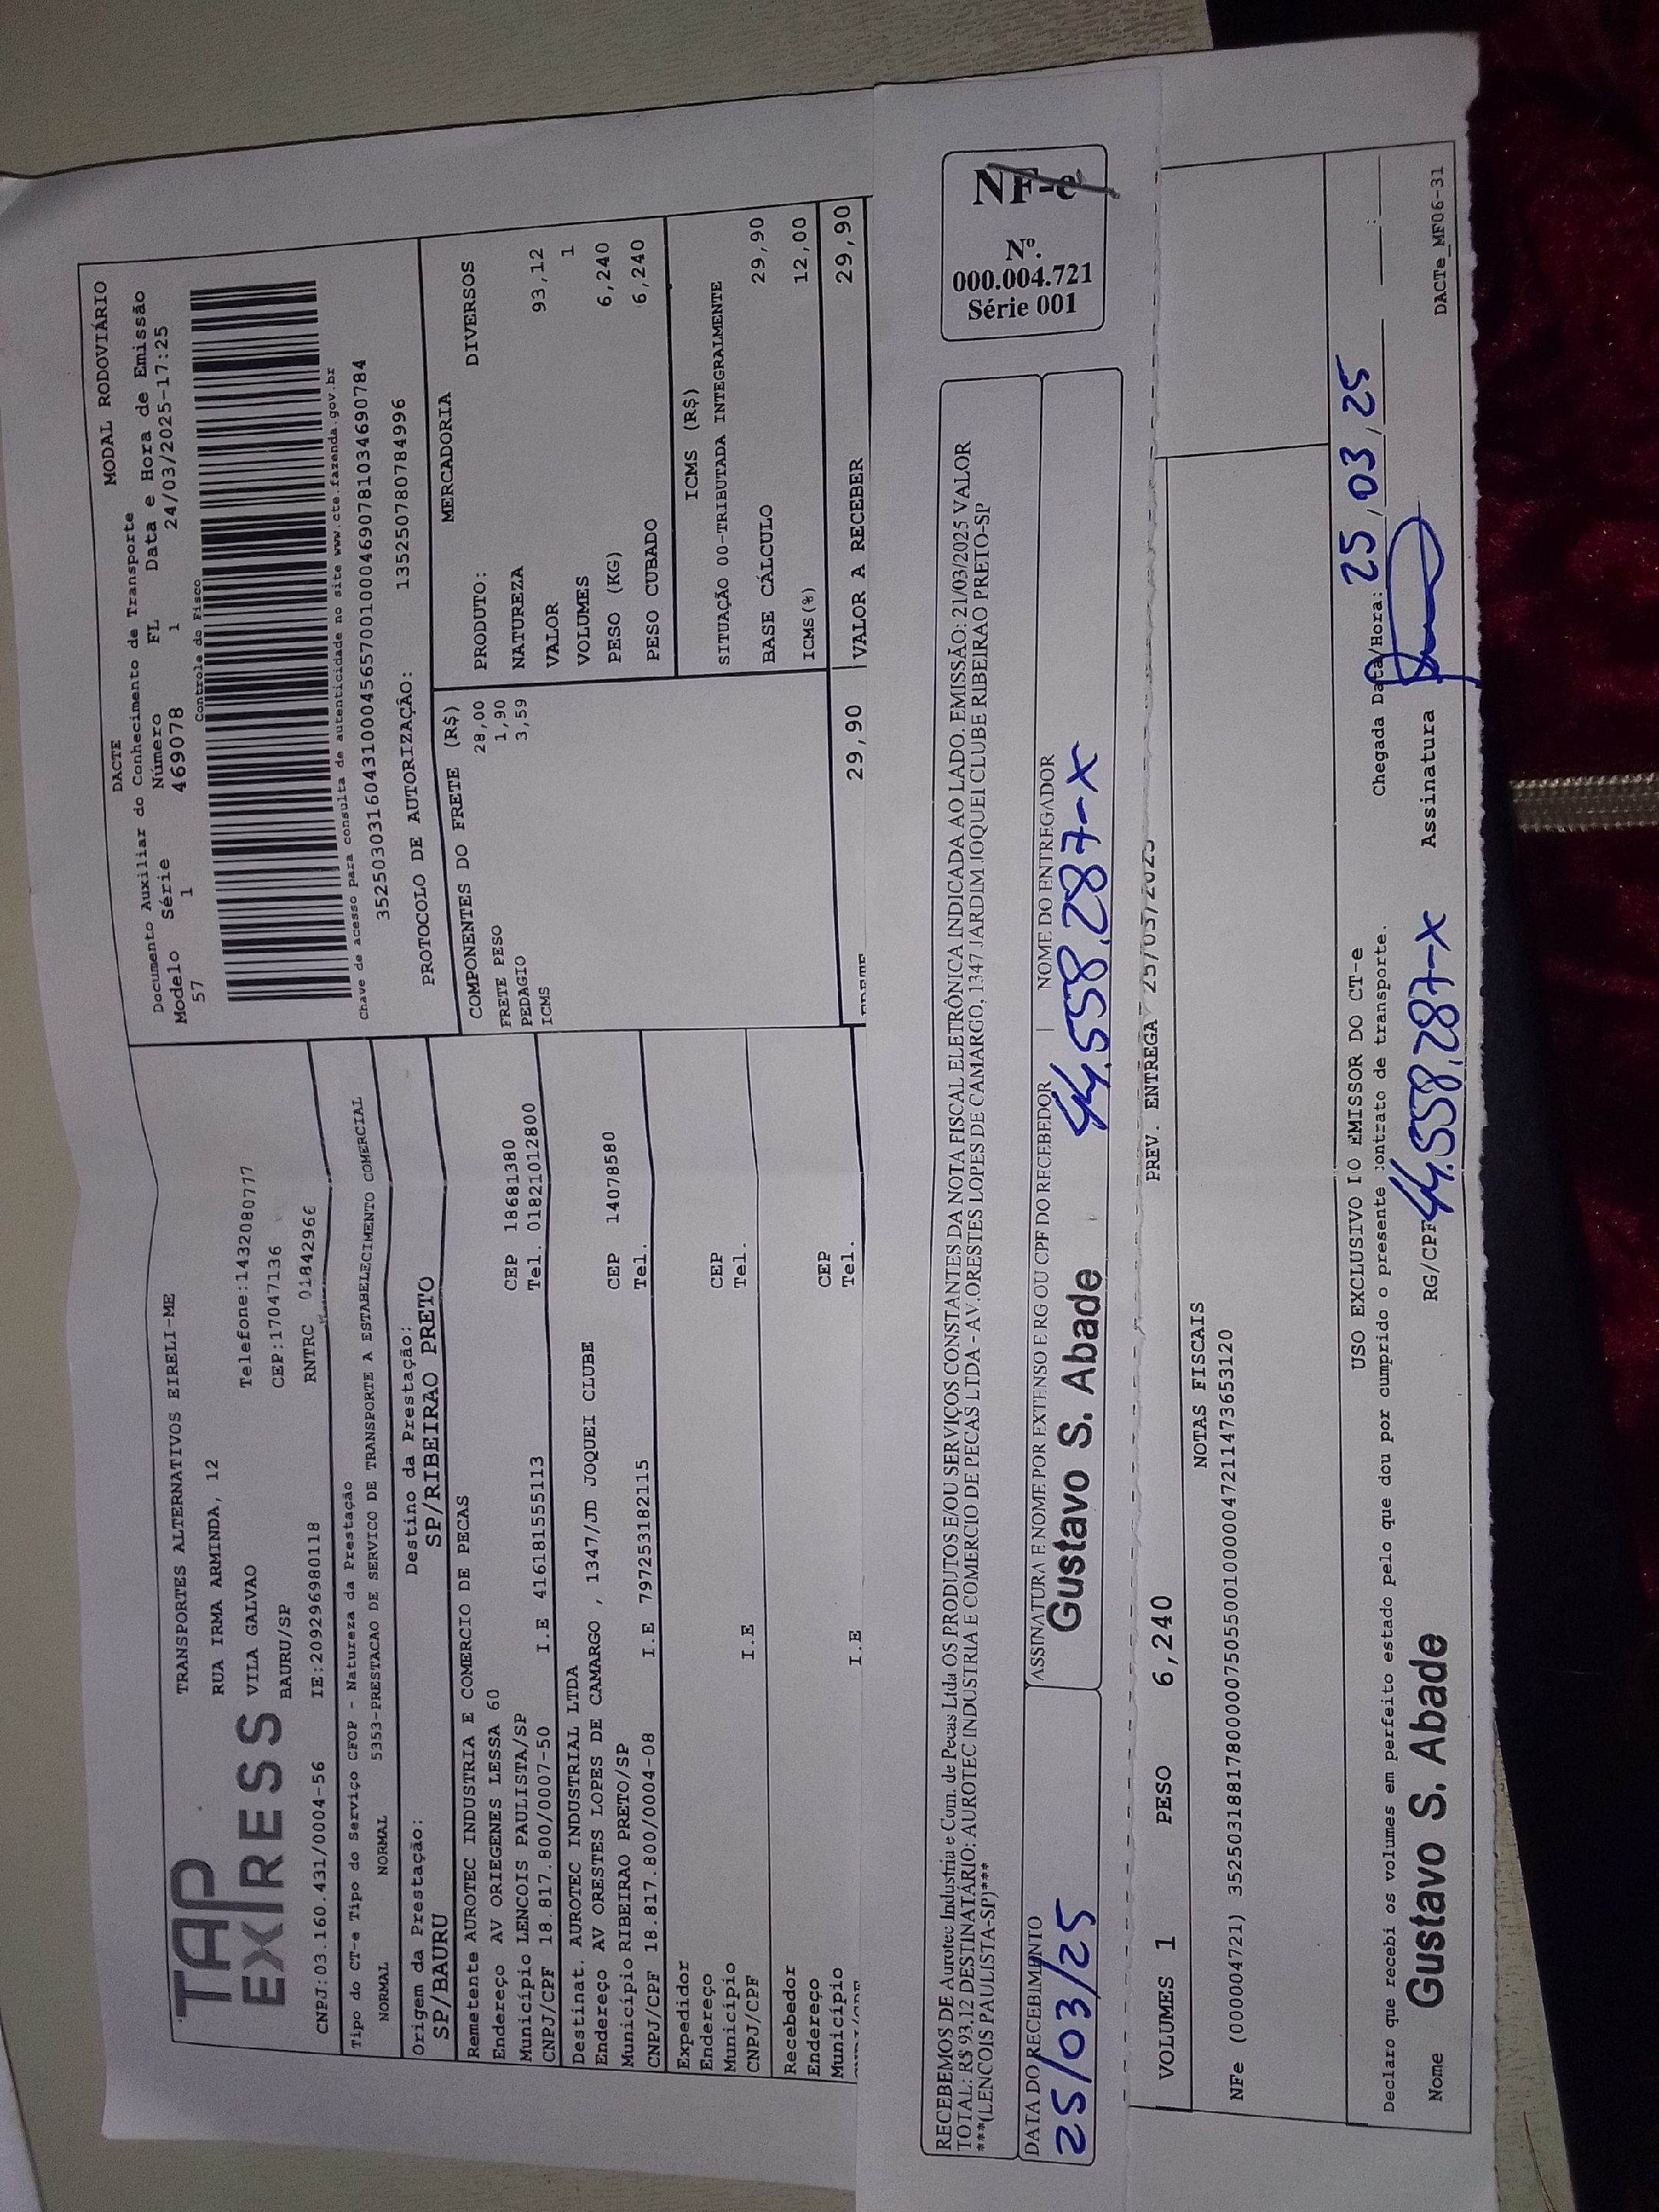 TAP
EXPRESS
TRANSPORTES ALTERNATIVOS EIRELI-ME
RUA IRMA ARMINDA, 12
VILA GALVAO Telefone:1432080777
BAURU/SP CEP:17047136
CNPJ:03.160.431/0004-56 IE:209296980118 RNTRC 01842966
DACTE MODAL RODOVIÁRIO
Documento Auxiliar do Conhecimento de Transporte
Modelo Série Número FL Data e Hora de Emissão
57 1 469078 1 24/03/2025-17:25
Controle do Fisco
Chave de acesso para consulta de autenticidade no site www.cte.fazenda.gov.br
35250303160431000456570010004690781034690784
PROTOCOLO DE AUTORIZAÇÃO: 135250780784996
Tipo do CT-e Tipo do Serviço CFOP - Natureza da Prestação
NORMAL NORMAL 5353-PRESTACAO DE SERVICO DE TRANSPORTE A ESTABELECIMENTO COMERCIAL
Origem da Prestação: Destino da Prestação:
SP/BAURU SP/RIBEIRAO PRETO
Remetente AUROTEC INDUSTRIA E COMERCIO DE PECAS
Endereço AV ORIEGENES LESSA 60
Município LENCOIS PAULISTA/SP CEP 18681380
CNPJ/CPF 18.817.800/0007-50 I.E 416181555113 Tel. 01821012800
Destinat. AUROTEC INDUSTRIAL LTDA
Endereço AV ORESTES LOPES DE CAMARGO , 1347/JD JOQUEI CLUBE
Município RIBEIRAO PRETO/SP CEP 14078580
CNPJ/CPF 18.817.800/0004-08 I.E 797253182115 Tel.
Expedidor
Endereço
Município CEP
CNPJ/CPF I.E Tel.
Recebedor
Endereço
Município CEP
I.E Tel.
COMPONENTES DO FRETE (R$)
FRETE PESO 28,00
PEDAGIO 1,90
ICMS 3,59
29,90
MERCADORIA
PRODUTO: DIVERSOS
NATUREZA
VALOR 93,12
VOLUMES 1
PESO (KG) 6,240
PESO CUBADO 6,240
ICMS (R$)
SITUAÇÃO 00-TRIBUTADA INTEGRALMENTE
BASE CÁLCULO 29,90
ICMS(%) 12,00
VALOR A RECEBER 29,90
RECEBEMOS DE Aurotec Industria e Com. de Pecas Ltda OS PRODUTOS E/OU SERVIÇOS CONSTANTES DA NOTA FISCAL ELETRÔNICA INDICADA AO LADO. EMISSÃO: 21/03/2025 VALOR
TOTAL: R$ 93,12 DESTINATÁRIO: AUROTEC INDUSTRIA E COMERCIO DE PECAS LTDA - AV.ORESTES LOPES DE CAMARGO, 1347 JARDIM JOQUEI CLUBE RIBEIRAO PRETO-SP
***(LENCOIS PAULISTA-SP)***
DATA DO RECEBIMENTO ASSINATURA E NOME POR EXTENSO E RG OU CPF DO RECEBEDOR NOME DO ENTREGADOR
25/03/25 Gustavo S. Abade 44.558.287-X
NF-e
Nº.
000.004.721
Série 001
VOLUMES 1 PESO 6,240 PREV. ENTREGA 25/03/2025
NOTAS FISCAIS
NFe (000004721) 35250318817800000750550010000047211473653120
USO EXCLUSIVO DO EMISSOR DO CT-e
Declaro que recebi os volumes em perfeito estado pelo que dou por cumprido o presente contrato de transporte. Chegada Data/Hora: 25/03/25 :
Nome Gustavo S. Abade RG/CPF 44.558.287-X Assinatura
DACTe_MF06-31